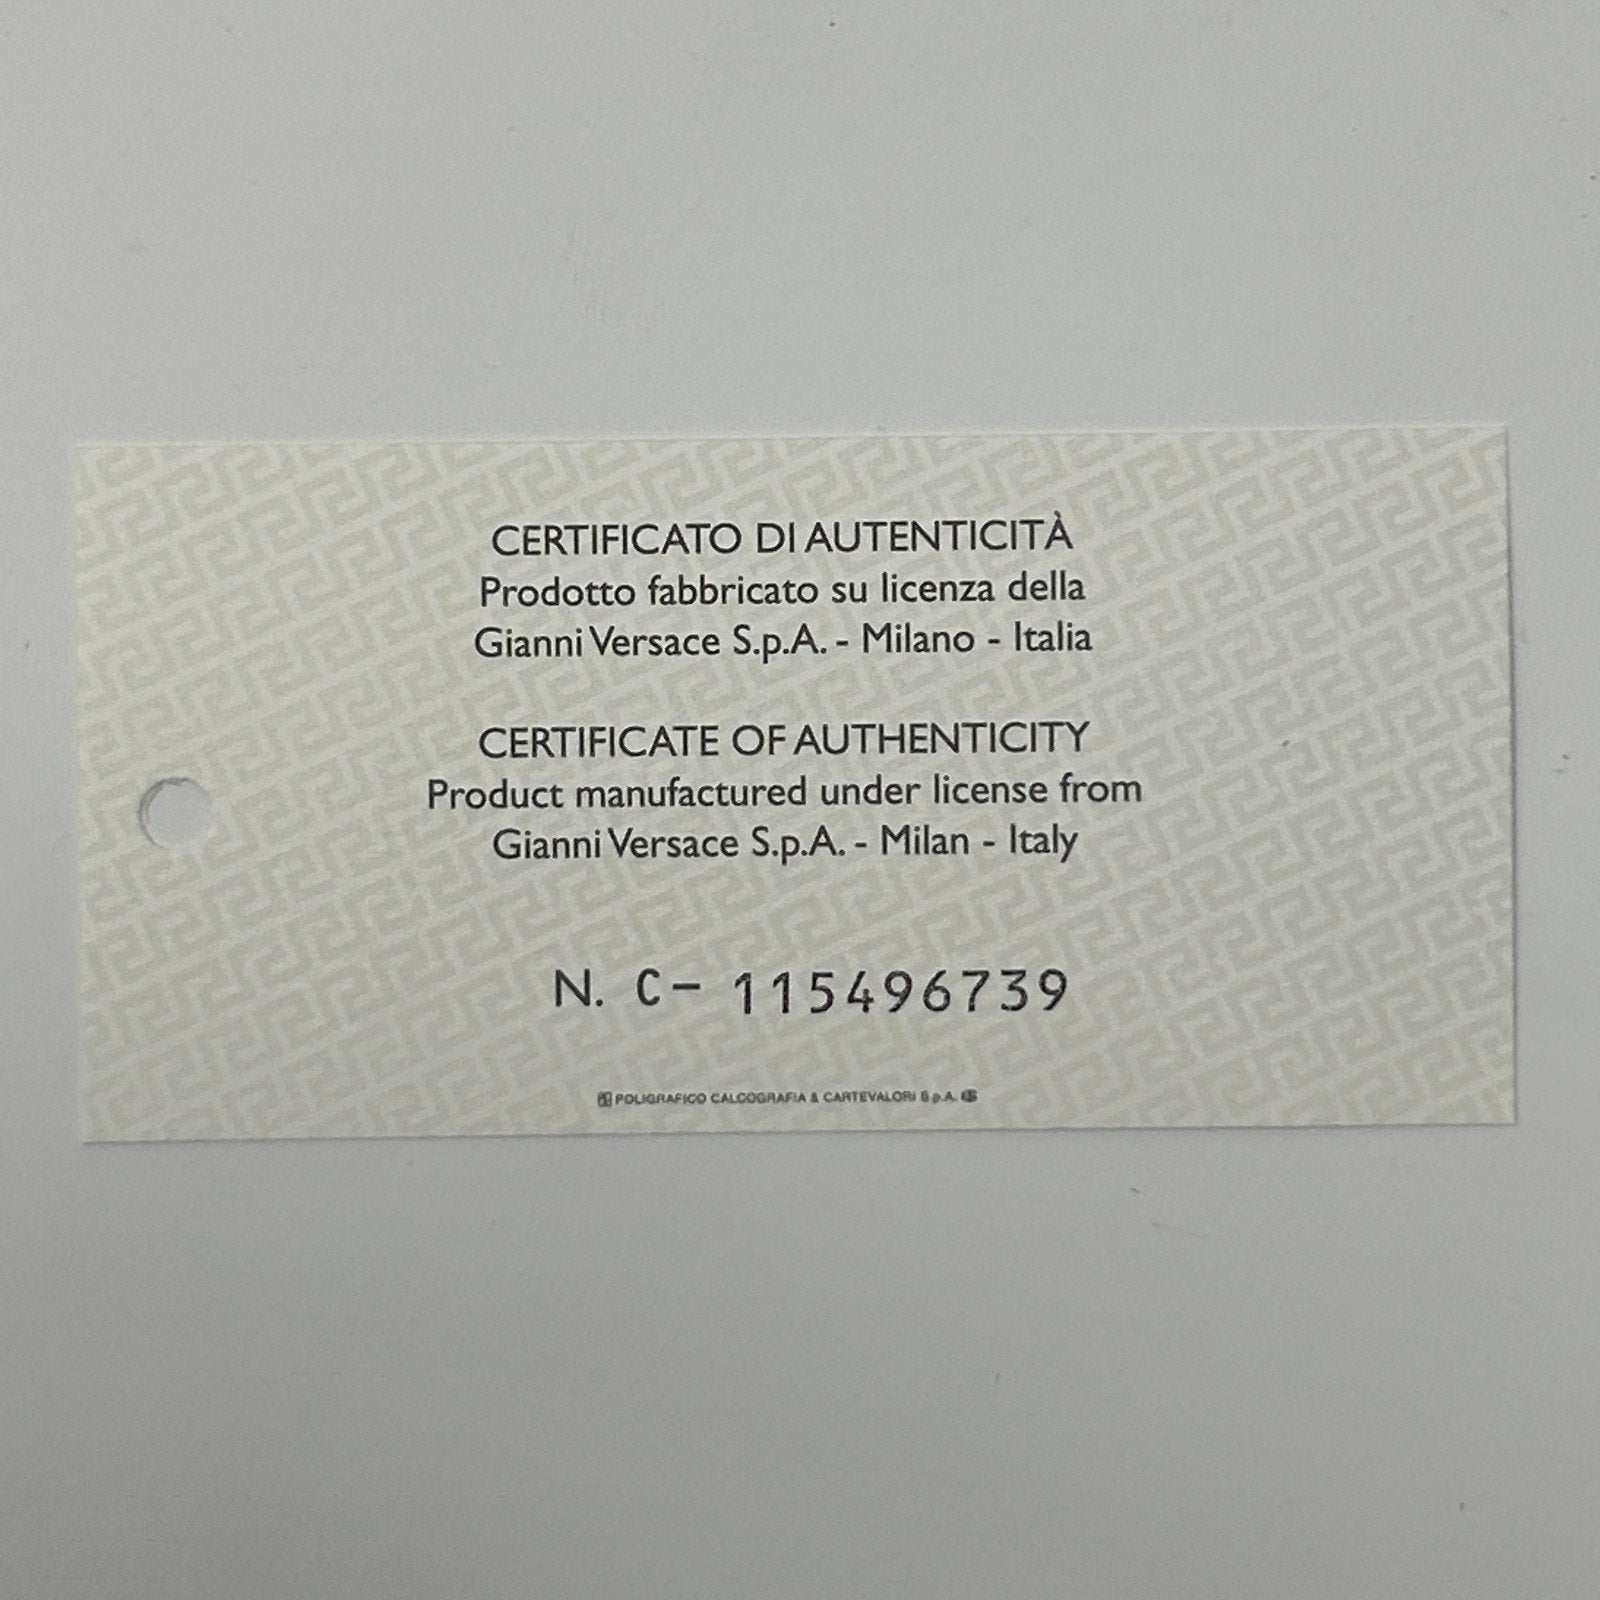 CERTIFICATO DI AUTENTICITÀ
Prodotto fabbricato su licenza della
Gianni Versace S.p.A. - Milano - Italia
CERTIFICATE OF AUTHENTICITY
Product manufactured under license from
Gianni Versace S.p.A. - Milan - Italy
N. C- 115496739
POLIGRAFICO CALCOGRAFIA & CARTEVALORI S.p.A.